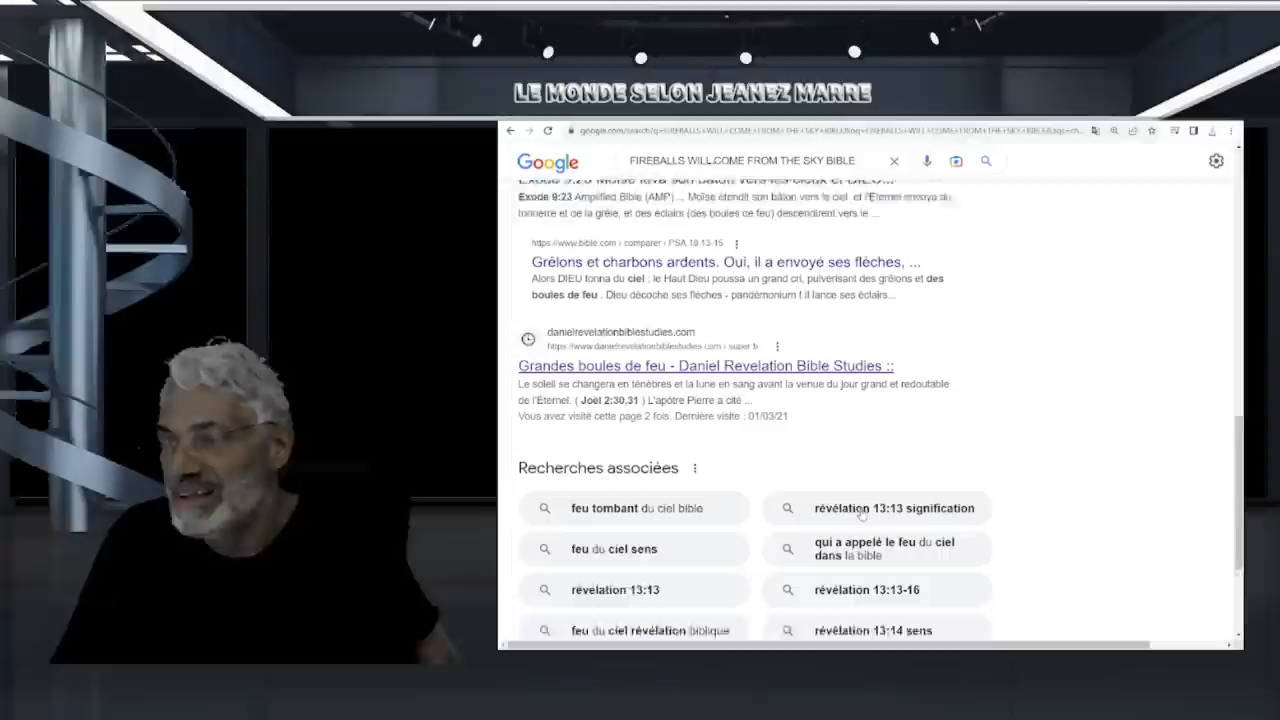 LE MONDE SELON JEANEZ MARRE
Google
FIREBALLS WILL COME FROM THE SKY BIBLE
Exode 9:23 Amplified Bible (AMP) ... Moïse étendit son bâton vers le ciel, et l'Éternel envoya du
tonnerre et de la grêle, et des éclairs (des boules de feu) descendirent vers le ...
https://www.bible.com › comparer › PSA.18.13-15
Grêlons et charbons ardents. Oui, il a envoyé ses flèches, ...
Alors DIEU tonna du ciel ; le Haut Dieu poussa un grand cri, pulvérisant des grêlons et des
boules de feu . Dieu décoche ses flèches - pandémonium ! Il lance ses éclairs...
danielrevelationbiblestudies.com
https://www.danielrevelationbiblestudies.com › super b
Grandes boules de feu - Daniel Revelation Bible Studies ::
Le soleil se changera en ténèbres et la lune en sang avant la venue du jour grand et redoutable
de l'Éternel. ( Joël 2:30,31 ) L'apôtre Pierre a cité ...
Vous avez visité cette page 2 fois. Dernière visite : 01/03/21
Recherches associées
feu tombant du ciel bible
révélation 13:13 signification
feu du ciel sens
qui a appelé le feu du ciel
dans la bible
révélation 13:13
révélation 13:13-16
feu du ciel révélation biblique
révélation 13:14 sens